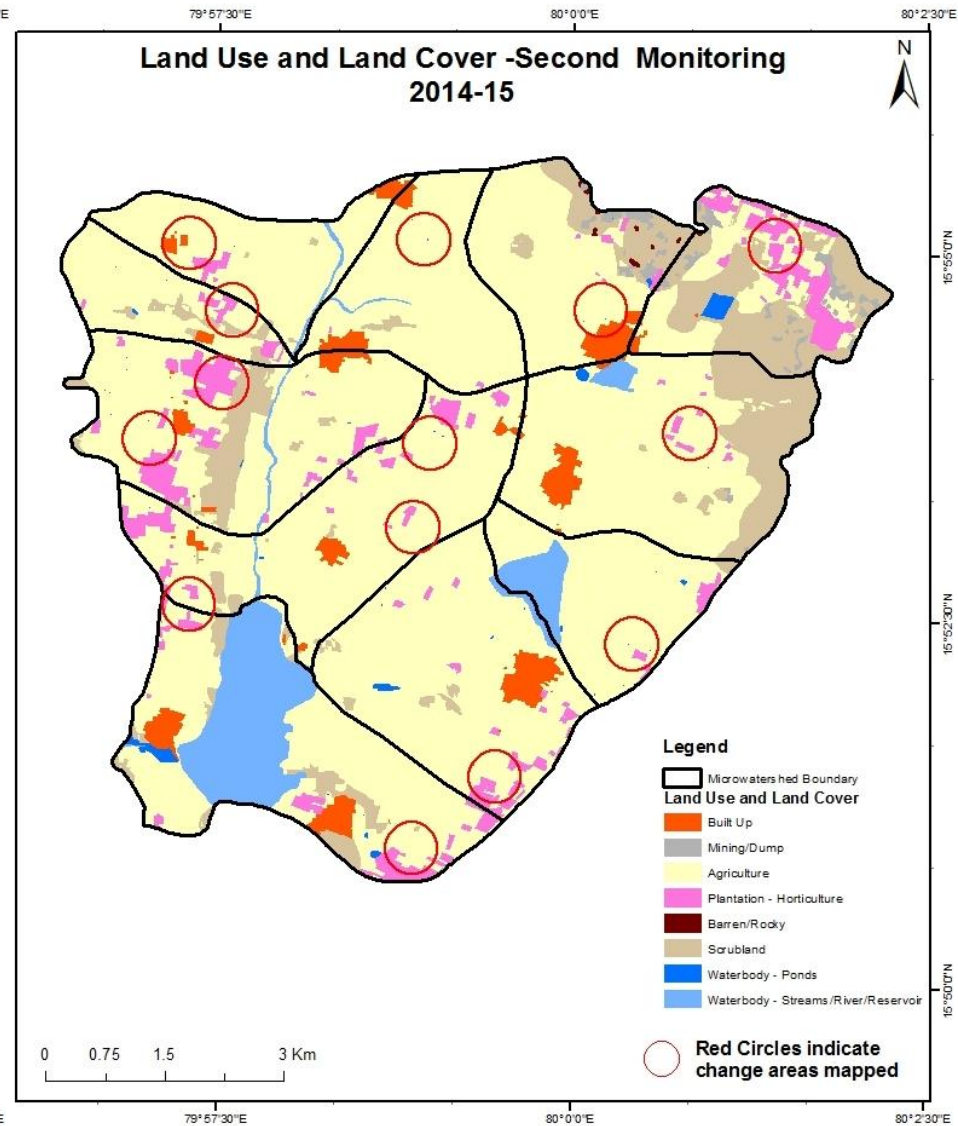 79°57'30"E 80°0'0"E 80°2'30"E
Land Use and Land Cover -Second Monitoring
2014-15
N
15°55'0"N
15°52'30"N
Legend
Microwatershed Boundary
Land Use and Land Cover
Built Up
Mining/Dump
Agriculture
Plantation - Horticulture
Barren/Rocky
Scrubland
Waterbody - Ponds
Waterbody - Streams/River/Reservoir
15°50'0"N
Red Circles indicate
change areas mapped
0 0.75 1.5 3 Km
79°57'30"E 80°0'0"E 80°2'30"E